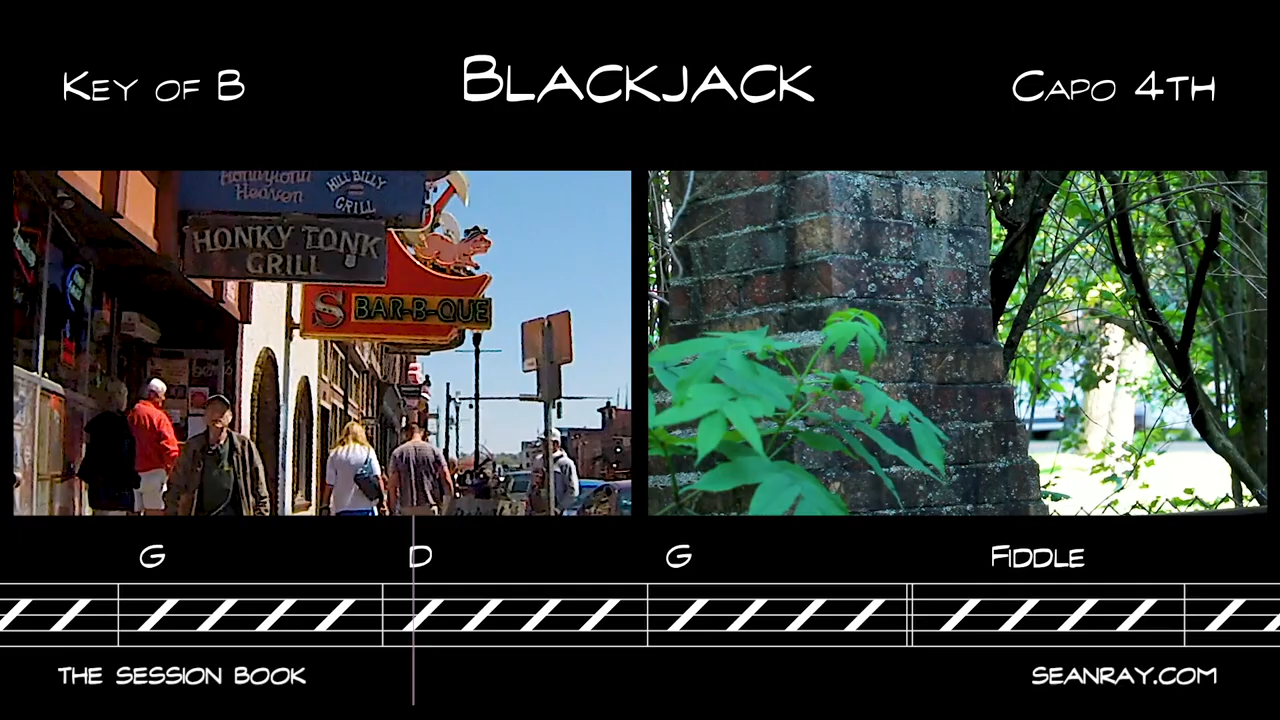 Key of B
Blackjack
Capo 4th
Honkytonk
Heaven
HILL BILLY
GRILL
HONKY TONK
GRILL
S BAR-B-QUE
G
D
G
Fiddle
The Session Book
seanray.com